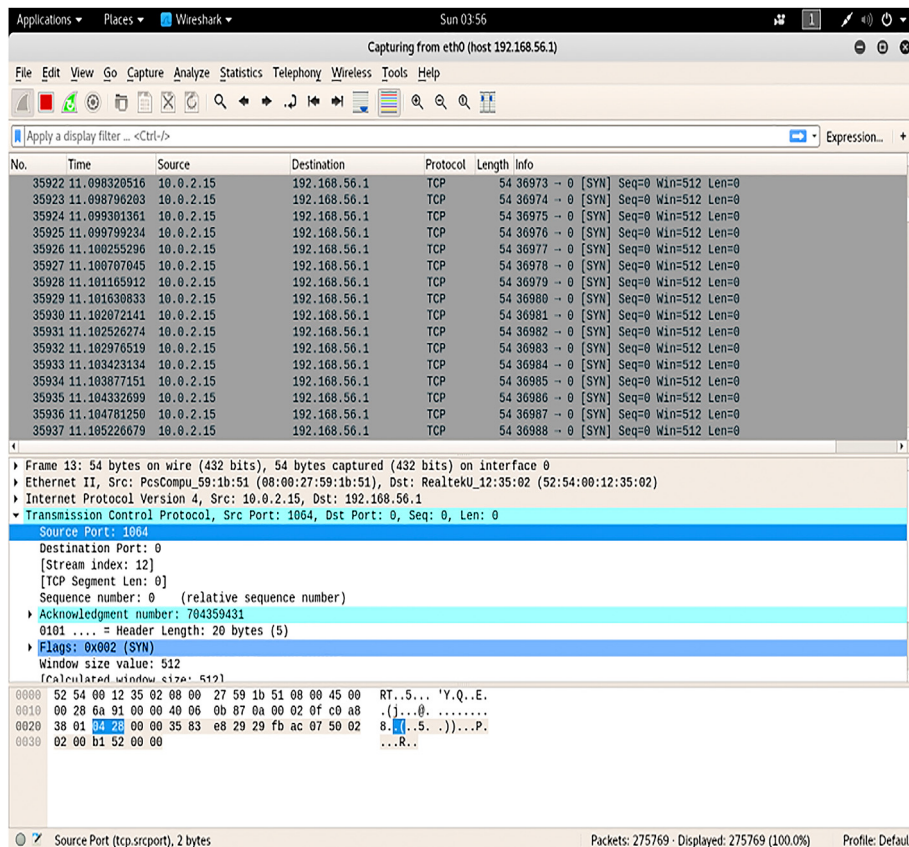 Applications ▾ Places ▾ Wireshark ▾ Sun 03:56 1
Capturing from eth0 (host 192.168.56.1)
File Edit View Go Capture Analyze Statistics Telephony Wireless Tools Help
Apply a display filter ... <Ctrl-/> Expression... +
No. Time Source Destination Protocol Length Info
35922 11.098320516 10.0.2.15 192.168.56.1 TCP 54 36973 → 0 [SYN] Seq=0 Win=512 Len=0
35923 11.098796203 10.0.2.15 192.168.56.1 TCP 54 36974 → 0 [SYN] Seq=0 Win=512 Len=0
35924 11.099301361 10.0.2.15 192.168.56.1 TCP 54 36975 → 0 [SYN] Seq=0 Win=512 Len=0
35925 11.099799234 10.0.2.15 192.168.56.1 TCP 54 36976 → 0 [SYN] Seq=0 Win=512 Len=0
35926 11.100255296 10.0.2.15 192.168.56.1 TCP 54 36977 → 0 [SYN] Seq=0 Win=512 Len=0
35927 11.100707045 10.0.2.15 192.168.56.1 TCP 54 36978 → 0 [SYN] Seq=0 Win=512 Len=0
35928 11.101165912 10.0.2.15 192.168.56.1 TCP 54 36979 → 0 [SYN] Seq=0 Win=512 Len=0
35929 11.101630833 10.0.2.15 192.168.56.1 TCP 54 36980 → 0 [SYN] Seq=0 Win=512 Len=0
35930 11.102072141 10.0.2.15 192.168.56.1 TCP 54 36981 → 0 [SYN] Seq=0 Win=512 Len=0
35931 11.102526274 10.0.2.15 192.168.56.1 TCP 54 36982 → 0 [SYN] Seq=0 Win=512 Len=0
35932 11.102976519 10.0.2.15 192.168.56.1 TCP 54 36983 → 0 [SYN] Seq=0 Win=512 Len=0
35933 11.103423134 10.0.2.15 192.168.56.1 TCP 54 36984 → 0 [SYN] Seq=0 Win=512 Len=0
35934 11.103877151 10.0.2.15 192.168.56.1 TCP 54 36985 → 0 [SYN] Seq=0 Win=512 Len=0
35935 11.104332699 10.0.2.15 192.168.56.1 TCP 54 36986 → 0 [SYN] Seq=0 Win=512 Len=0
35936 11.104781250 10.0.2.15 192.168.56.1 TCP 54 36987 → 0 [SYN] Seq=0 Win=512 Len=0
35937 11.105226679 10.0.2.15 192.168.56.1 TCP 54 36988 → 0 [SYN] Seq=0 Win=512 Len=0
Frame 13: 54 bytes on wire (432 bits), 54 bytes captured (432 bits) on interface 0
Ethernet II, Src: PcsCompu_59:1b:51 (08:00:27:59:1b:51), Dst: RealtekU_12:35:02 (52:54:00:12:35:02)
Internet Protocol Version 4, Src: 10.0.2.15, Dst: 192.168.56.1
Transmission Control Protocol, Src Port: 1064, Dst Port: 0, Seq: 0, Len: 0
Source Port: 1064
Destination Port: 0
[Stream index: 12]
[TCP Segment Len: 0]
Sequence number: 0 (relative sequence number)
Acknowledgment number: 704359431
0101 .... = Header Length: 20 bytes (5)
Flags: 0x002 (SYN)
Window size value: 512
[Calculated window size: 512]
0000 52 54 00 12 35 02 08 00 27 59 1b 51 08 00 45 00 RT..5... 'Y.Q..E.
0010 00 28 6a 91 00 00 40 06 0b 87 0a 00 02 0f c0 a8 .(j...@. ........
0020 38 01 04 28 00 00 35 83 e8 29 29 fb ac 07 50 02 8..(..5. .))...P.
0030 02 00 b1 52 00 00 ...R..
Source Port (tcp.srcport), 2 bytes Packets: 275769 · Displayed: 275769 (100.0%) Profile: Defaul